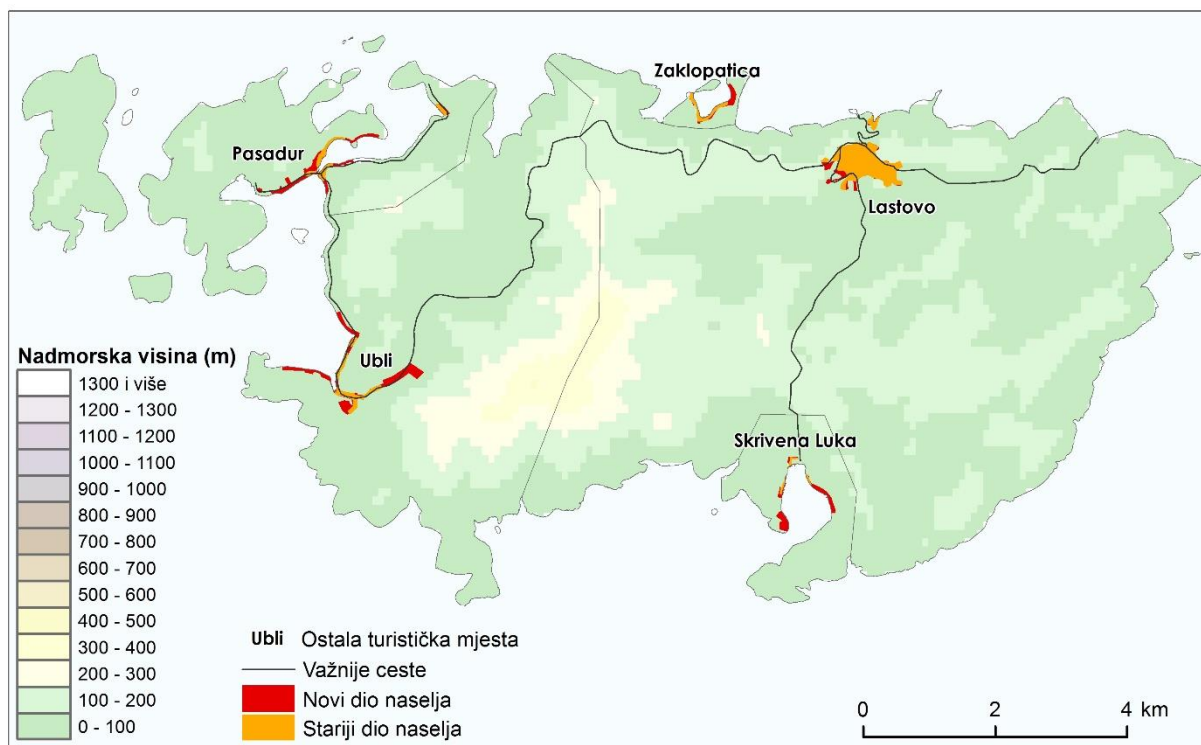 Zaklopatica
Pasadur
Lastovo
Ubli
Skrivena Luka
Nadmorska visina (m)
1300 i više
1200 - 1300
1100 - 1200
1000 - 1100
900 - 1000
800 - 900
700 - 800
600 - 700
500 - 600
400 - 500
300 - 400
200 - 300
100 - 200
0 - 100
Ubli Ostala turistička mjesta
Važnije ceste
Novi dio naselja
Stariji dio naselja
0 2 4 km